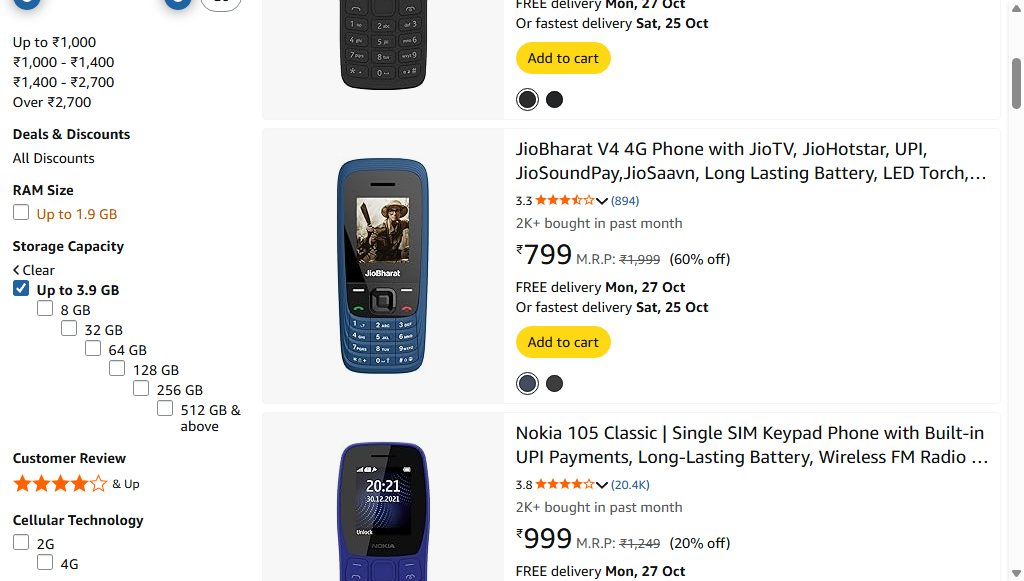 Up to ₹1,000
₹1,000 - ₹1,400
₹1,400 - ₹2,700
Over ₹2,700
Deals & Discounts
All Discounts
RAM Size
Up to 1.9 GB
Storage Capacity
Clear
Up to 3.9 GB
8 GB
32 GB
64 GB
128 GB
256 GB
512 GB &
above
Customer Review
& Up
Cellular Technology
2G
4G
FREE delivery Mon, 27 Oct
Or fastest delivery Sat, 25 Oct
Add to cart
JioBharat V4 4G Phone with JioTV, JioHotstar, UPI,
JioSoundPay,JioSaavn, Long Lasting Battery, LED Torch,...
3.3 (894)
2K+ bought in past month
₹799 M.R.P: ₹1,999 (60% off)
FREE delivery Mon, 27 Oct
Or fastest delivery Sat, 25 Oct
Add to cart
JioBharat
Nokia 105 Classic | Single SIM Keypad Phone with Built-in
UPI Payments, Long-Lasting Battery, Wireless FM Radio ...
3.8 (20.4K)
2K+ bought in past month
₹999 M.R.P: ₹1,249 (20% off)
FREE delivery Mon, 27 Oct
20:21
30.12.2021
Unlock
NOKIA